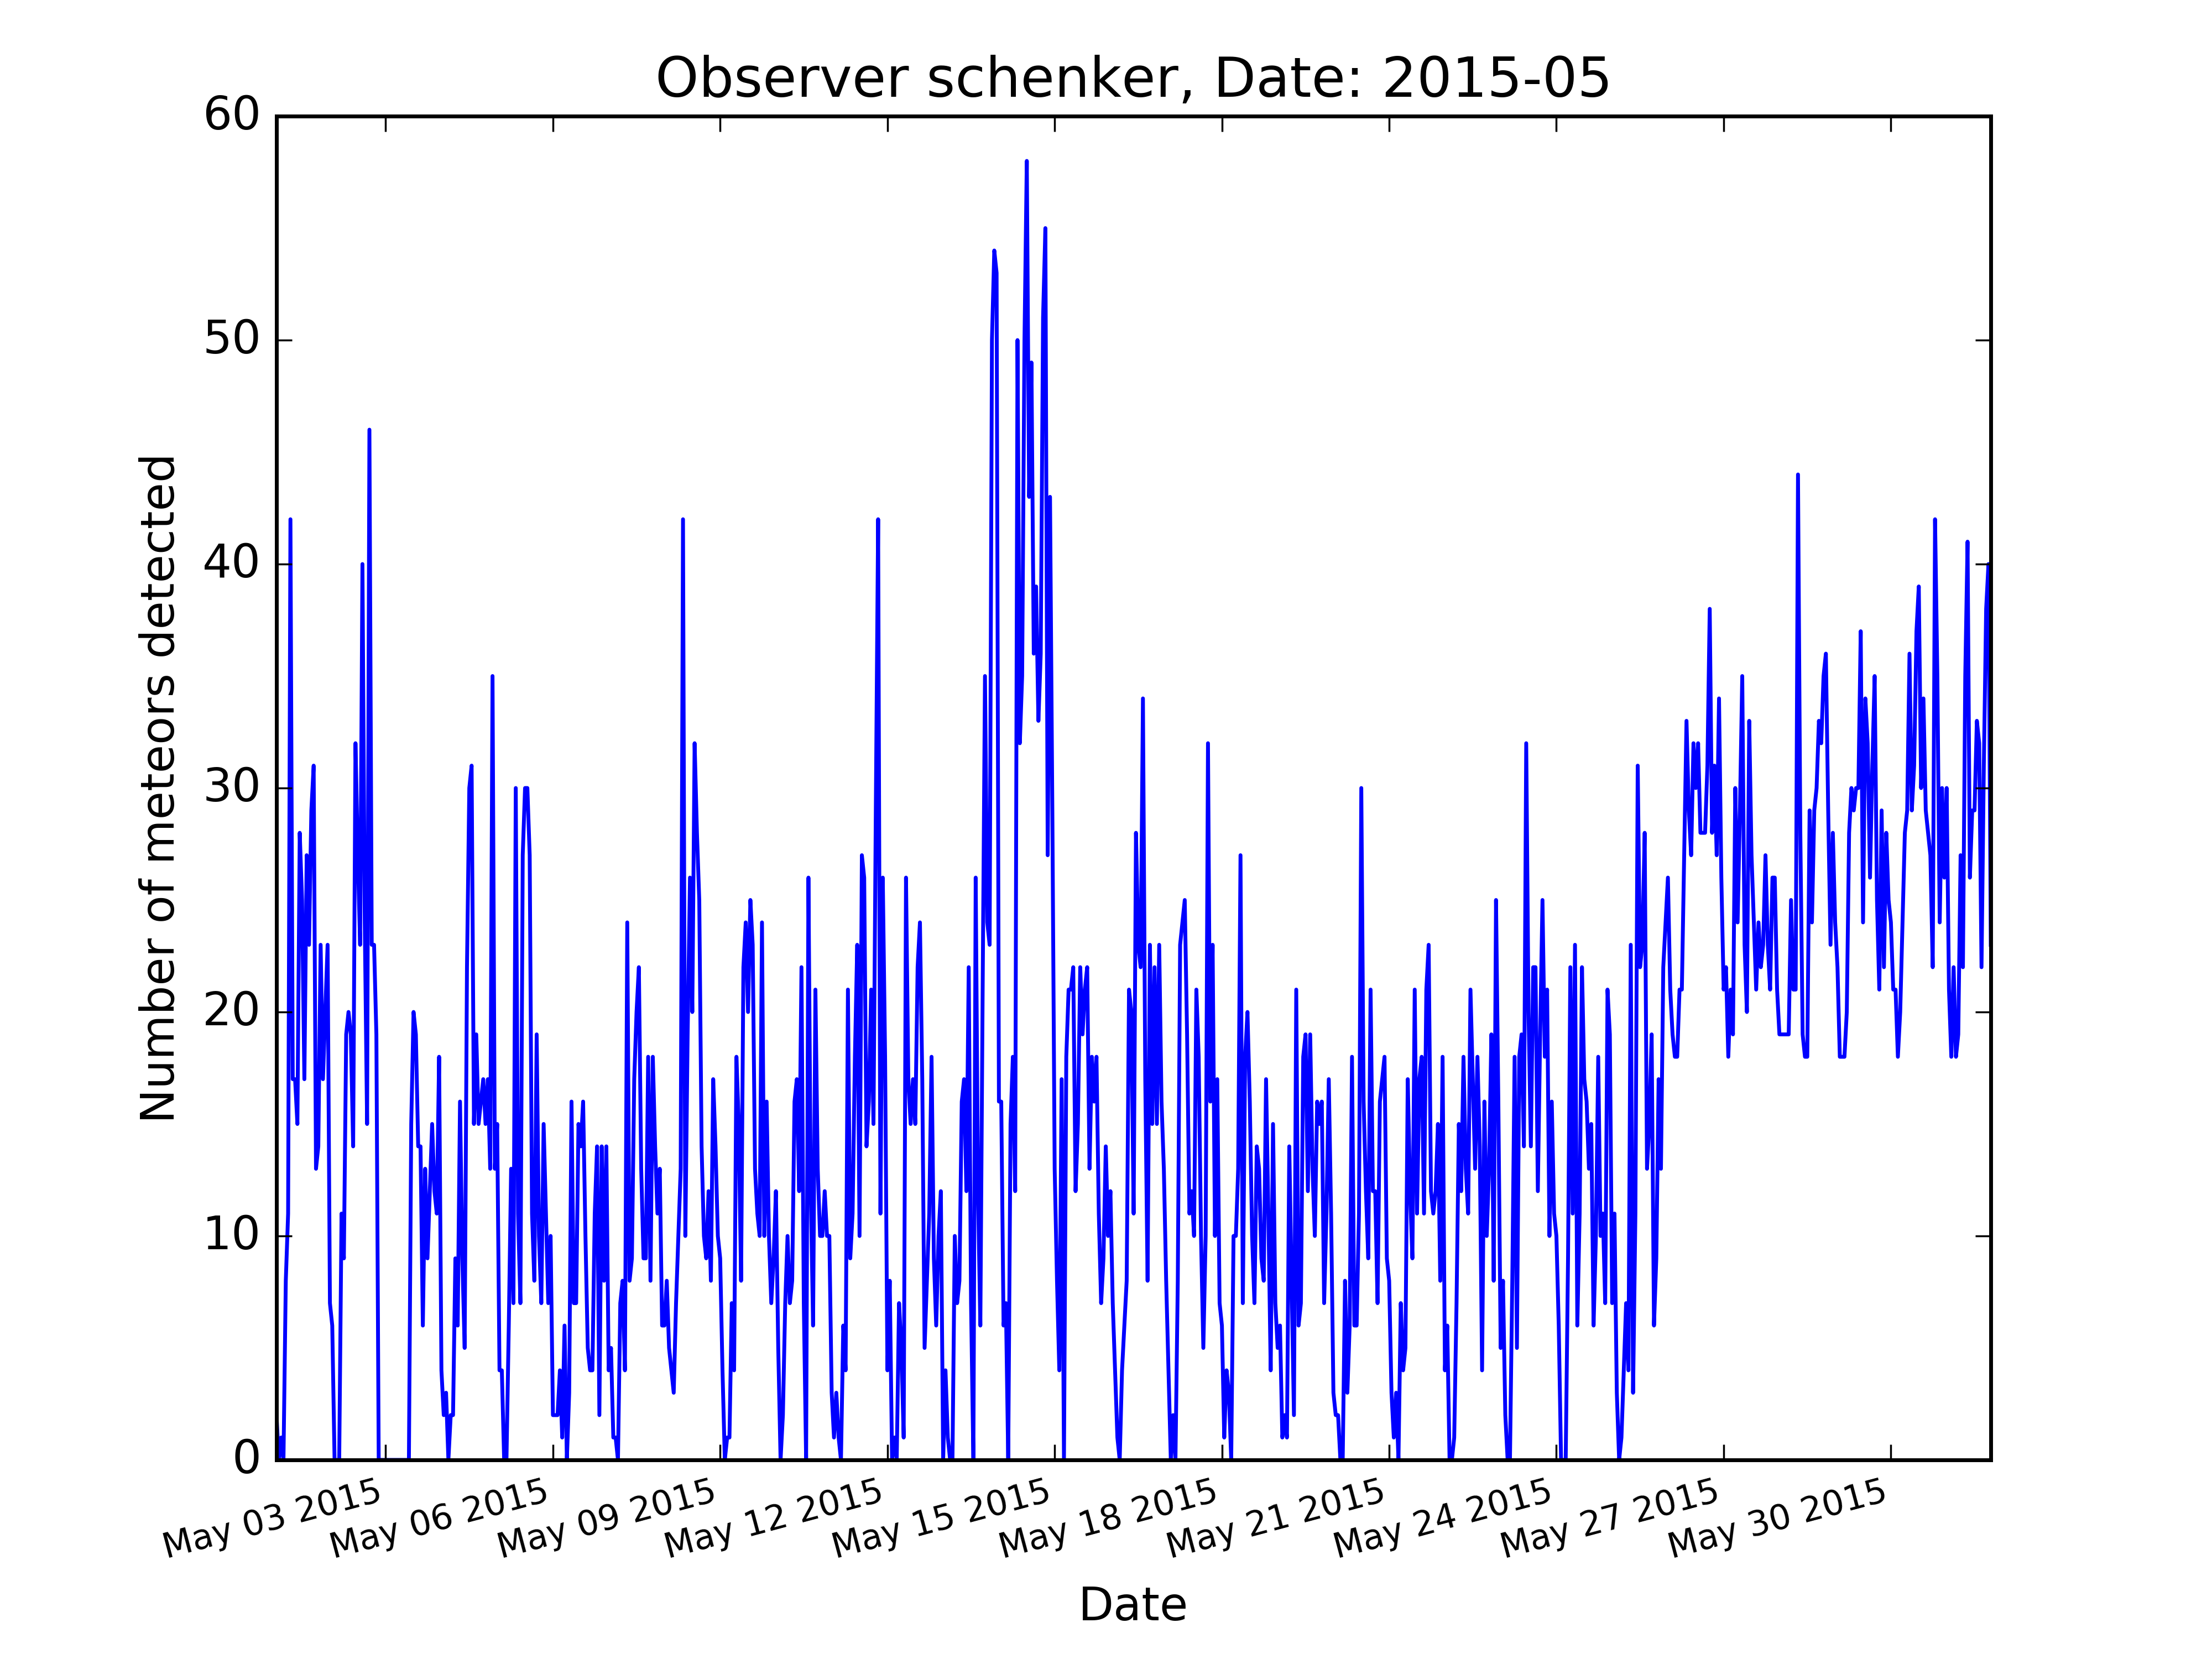 Observer schenker, Date: 2015-05
Number of meteors detected
60
50
40
30
20
10
0
May 03 2015
May 06 2015
May 09 2015
May 12 2015
May 15 2015
May 18 2015
May 21 2015
May 24 2015
May 27 2015
May 30 2015
Date